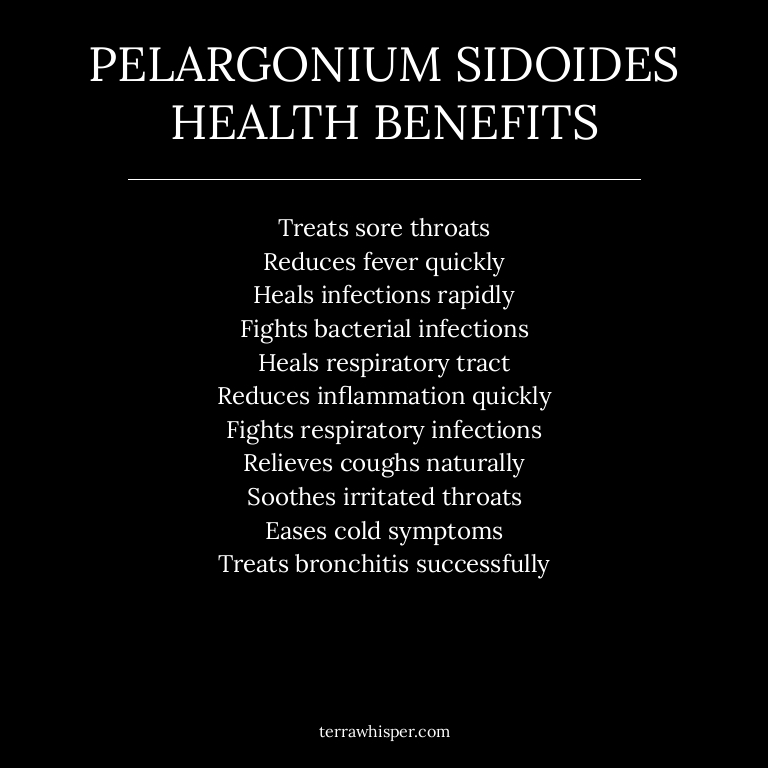 PELARGONIUM SIDOIDES
HEALTH BENEFITS
Treats sore throats
Reduces fever quickly
Heals infections rapidly
Fights bacterial infections
Heals respiratory tract
Reduces inflammation quickly
Fights respiratory infections
Relieves coughs naturally
Soothes irritated throats
Eases cold symptoms
Treats bronchitis successfully
terrawhisper.com